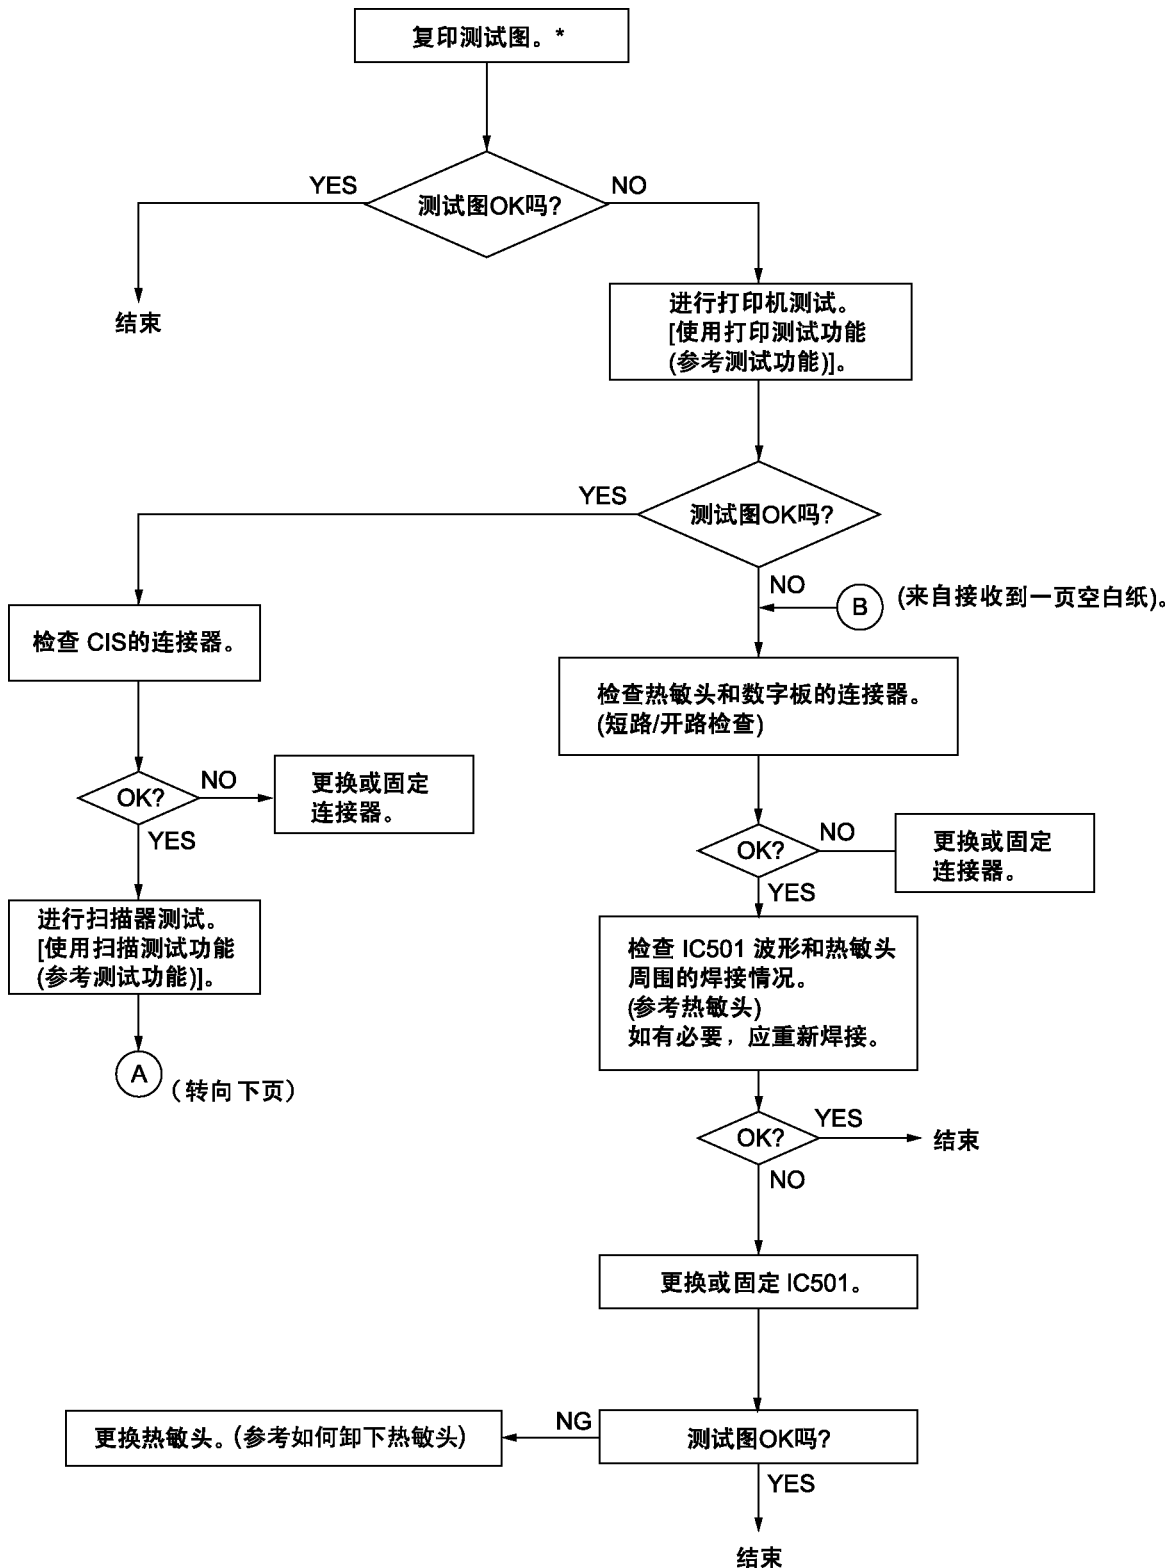 复印测试图。*
YES
测试图OK吗?
NO
结束
进行打印机测试。
[使用打印测试功能
(参考测试功能)]。
YES
测试图OK吗?
NO
B
(来自接收到一页空白纸)。
检查 CIS的连接器。
检查热敏头和数字板的连接器。
(短路/开路检查)
OK?
NO
更换或固定
连接器。
YES
OK?
NO
更换或固定
连接器。
YES
进行扫描器测试。
[使用扫描测试功能
(参考测试功能)]。
检查 IC501 波形和热敏头
周围的焊接情况。
(参考热敏头)
如有必要，应重新焊接。
A
（转向下页）
OK?
YES
结束
NO
更换或固定 IC501。
更换热敏头。(参考如何卸下热敏头)
NG
测试图OK吗?
YES
结束